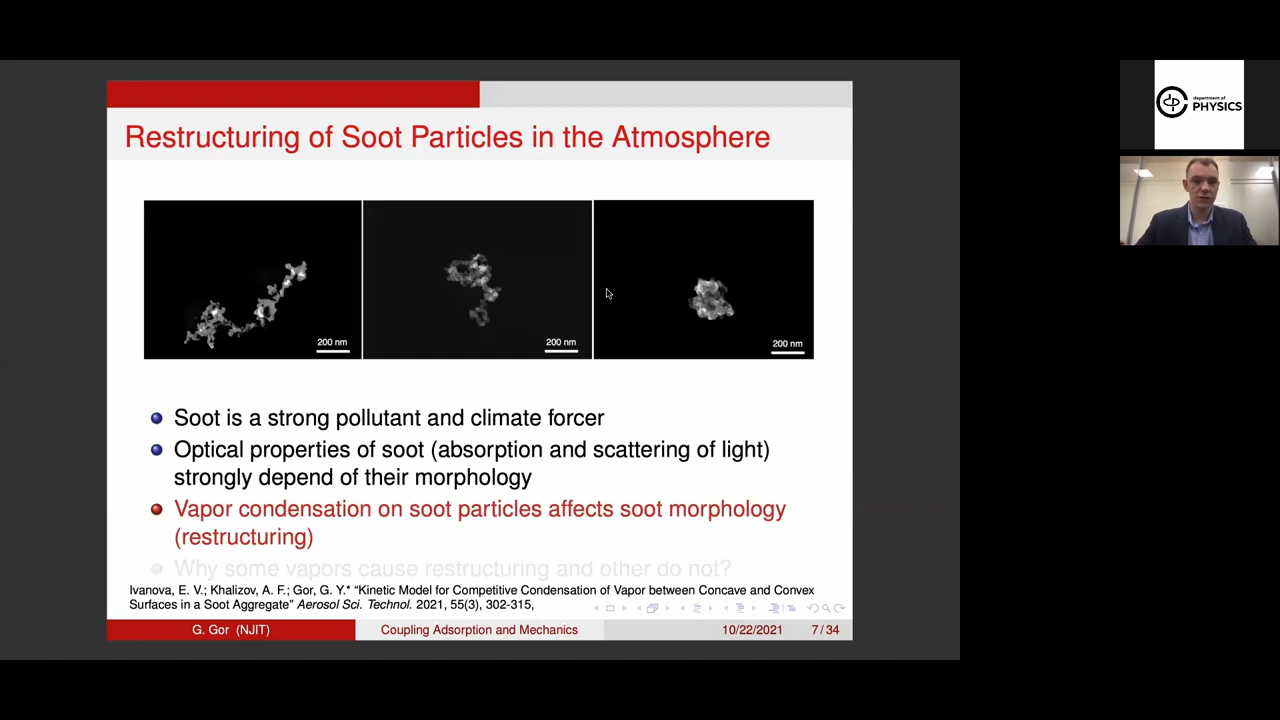 Restructuring of Soot Particles in the Atmosphere
200 nm
200 nm
200 nm
Soot is a strong pollutant and climate forcer
Optical properties of soot (absorption and scattering of light)
strongly depend of their morphology
Vapor condensation on soot particles affects soot morphology
(restructuring)
Why some vapors cause restructuring and other do not?
Ivanova, E. V.; Khalizov, A. F.; Gor, G. Y.* “Kinetic Model for Competitive Condensation of Vapor between Concave and Convex
Surfaces in a Soot Aggregate” Aerosol Sci. Technol. 2021, 55(3), 302-315,
G. Gor (NJIT)
Coupling Adsorption and Mechanics
10/22/2021
7 / 34
department of
PHYSICS